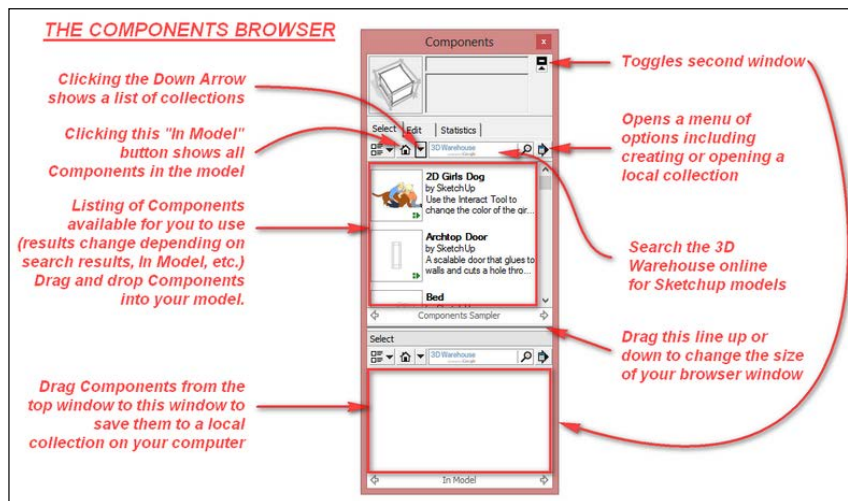 THE COMPONENTS BROWSER
Clicking the Down Arrow
shows a list of collections
Clicking this "In Model"
button shows all
Components in the model
Listing of Components
available for you to use
(results change depending on
search results, In Model, etc.)
Drag and drop Components
into your model.
Drag Components from the
top window to this window to
save them to a local
collection on your computer
Components
x
Select
Edit
Statistics
3D Warehouse
2D Girls Dog
by SketchUp
Use the Interact Tool to
change the color of the gir...
Archtop Door
by SketchUp
A scalable door that glues to
walls and cuts a hole thro...
Bed
Components Sampler
Select
3D Warehouse
In Model
Toggles second window
Opens a menu of
options including
creating or opening a
local collection
Search the 3D
Warehouse online
for Sketchup models
Drag this line up or
down to change the size
of your browser window